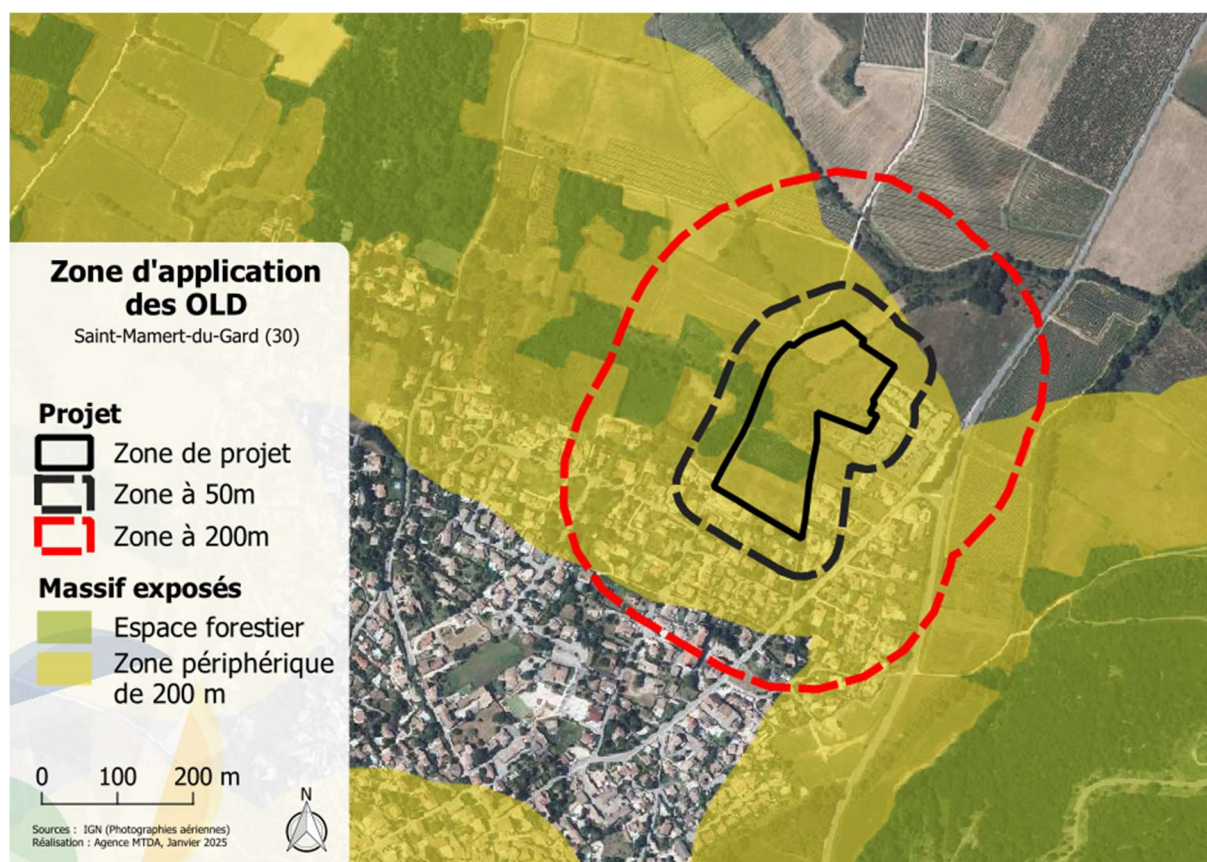 Zone d'application
des OLD
Saint-Mamert-du-Gard (30)
Projet
Zone de projet
Zone à 50m
Zone à 200m
Massif exposés
Espace forestier
Zone périphérique
de 200 m
0 100 200 m
N
Sources : IGN (Photographies aériennes)
Réalisation : Agence MTDA, Janvier 2025